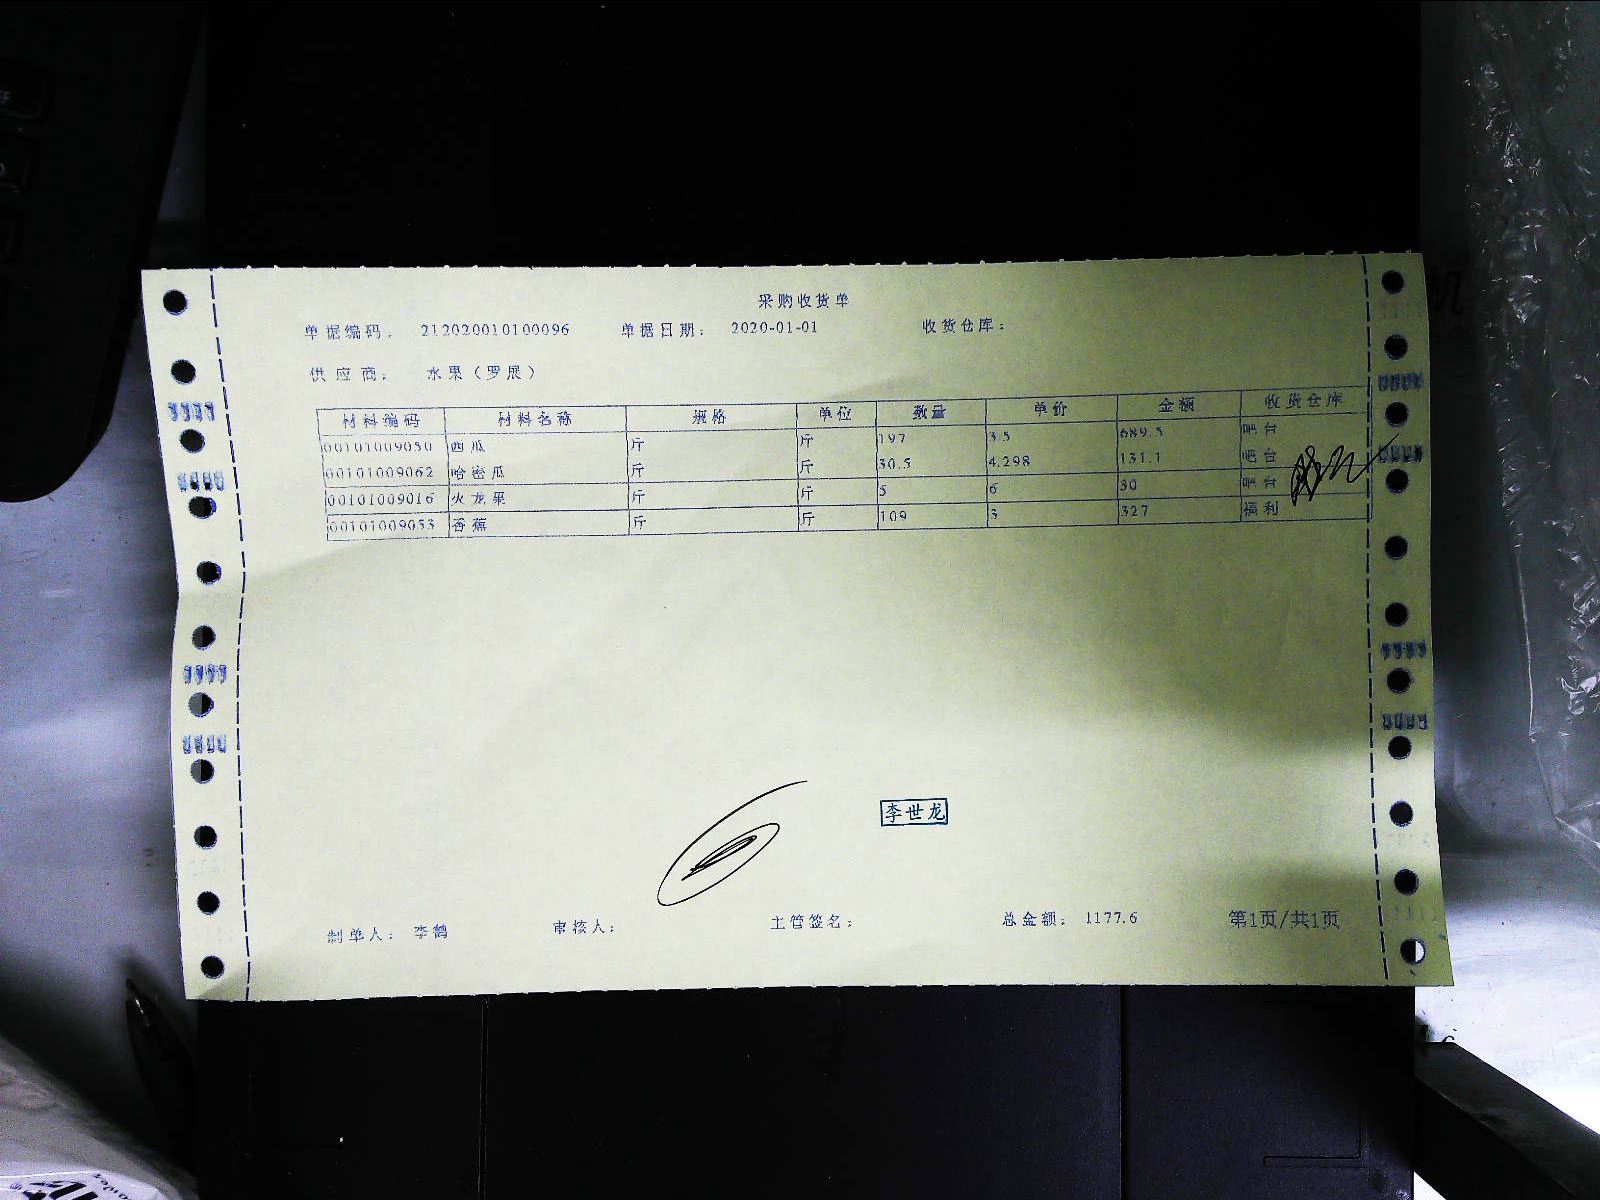 采购收货单
单据编码: 212020010100096 单据日期: 2020-01-01 收货仓库:
供应商: 水果（罗展）
材料编码 材料名称 规格 单位 数量 单价 金额 收货仓库
00101009050 西瓜 斤 斤 197 3.5 689.5 吧台
00101009062 哈密瓜 斤 斤 30.5 4.298 131.1 吧台
00101009016 火龙果 斤 斤 5 6 30 吧台
00101009053 香蕉 斤 斤 109 3 327 福利
李世龙
制单人: 李鹤 审核人: 主管签名: 总金额: 1177.6 第1页/共1页